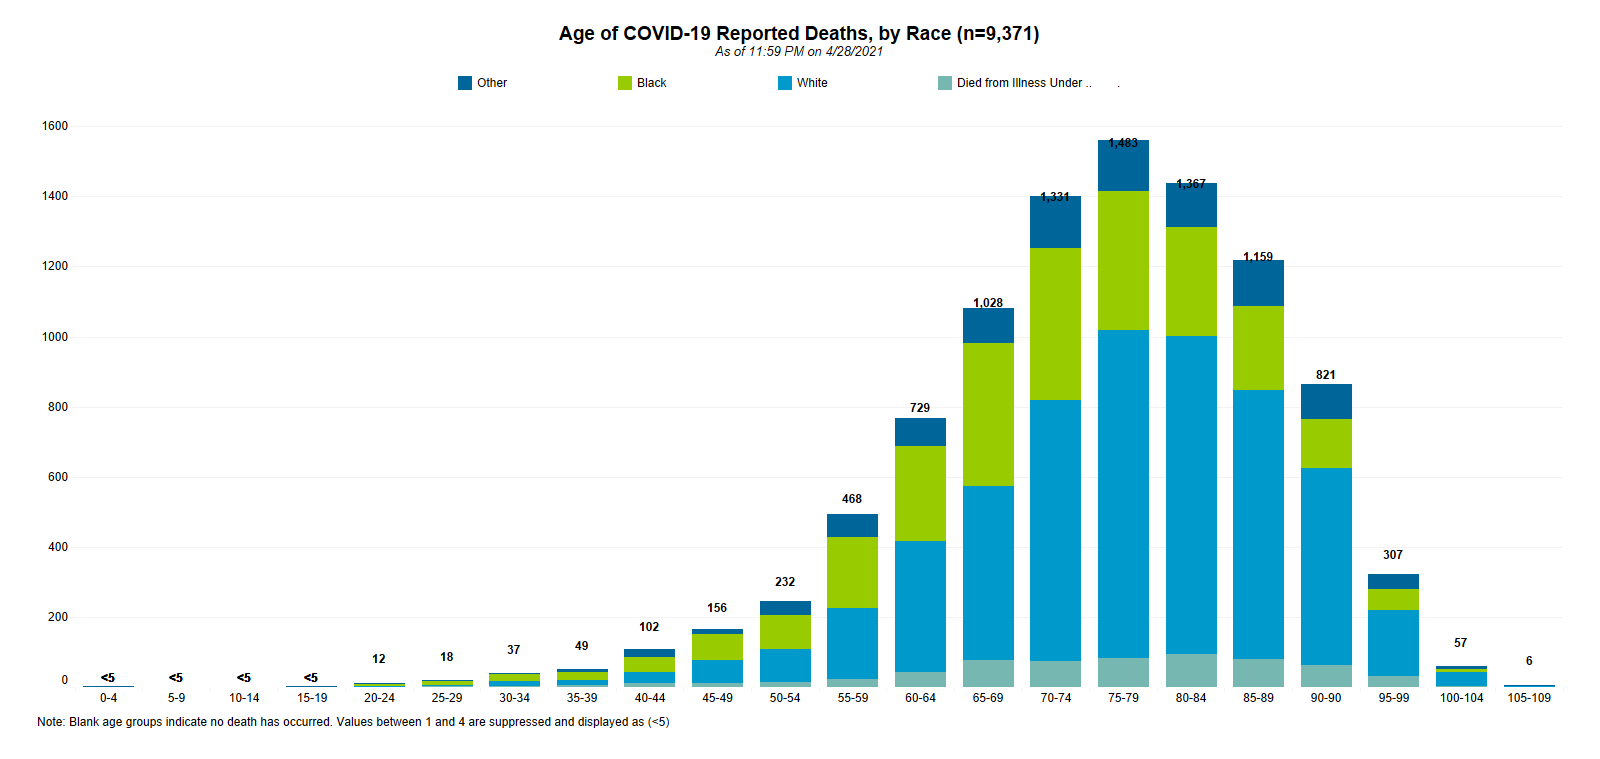 Age of COVID-19 Reported Deaths, by Race (n=9,371)
As of 11:59 PM on 4/28/2021
Other Black White Died from Illness Under .. .
1600
1400
1200
1000
800
600
400
200
0
<5 <5 <5 <5 12 18 37 49 102 156 232 468 729 1,028 1,331 1,483 1,367 1,159 821 307 57 6
0-4 5-9 10-14 15-19 20-24 25-29 30-34 35-39 40-44 45-49 50-54 55-59 60-64 65-69 70-74 75-79 80-84 85-89 90-90 95-99 100-104 105-109
Note: Blank age groups indicate no death has occurred. Values between 1 and 4 are suppressed and displayed as (<5)